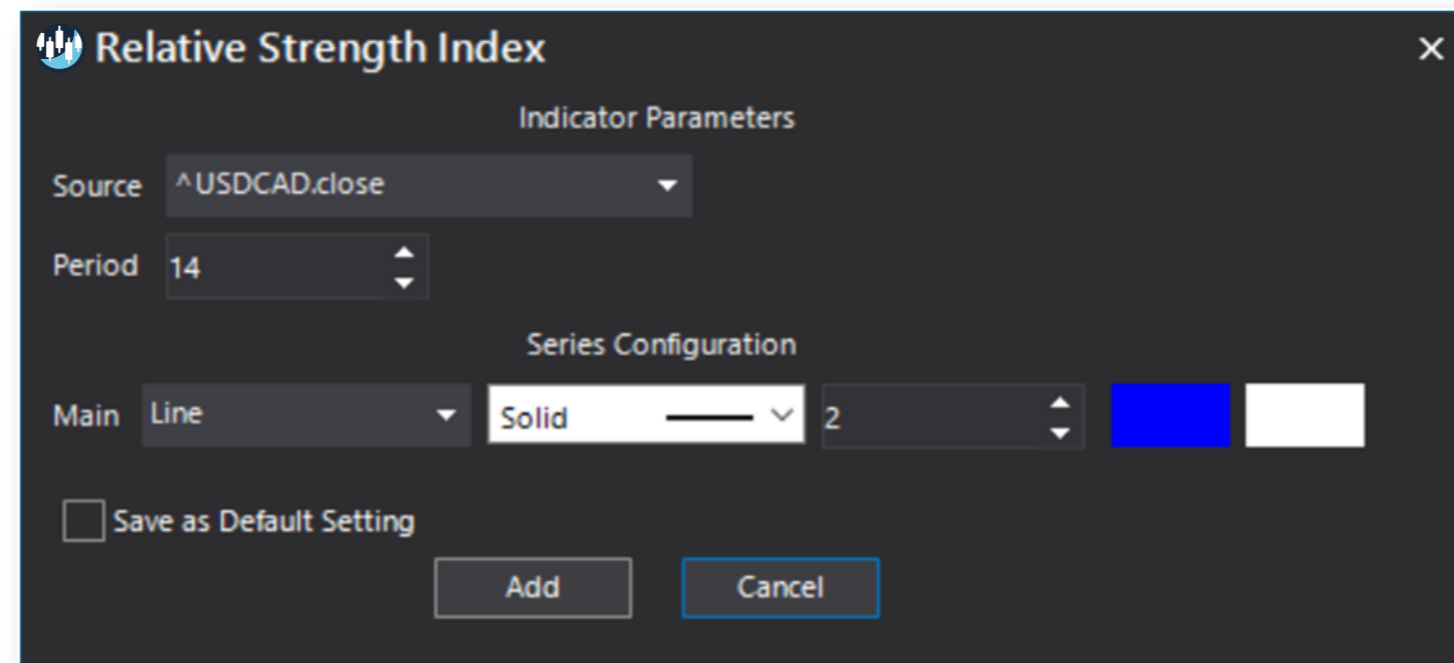 Relative Strength Index
Indicator Parameters
Source ^USDCAD.close
Period 14
Series Configuration
Main Line Solid 2
Save as Default Setting
Add Cancel